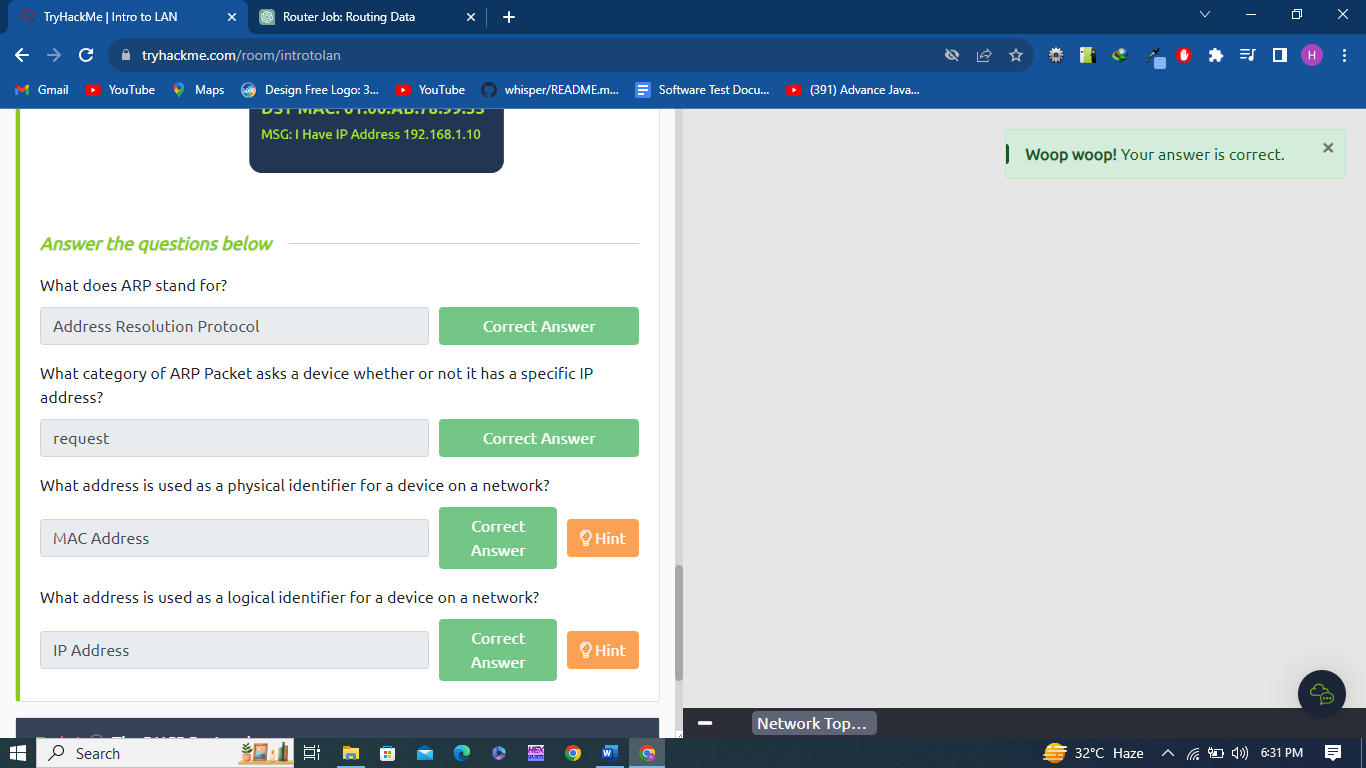 TryHackMe | Intro to LAN
Router Job: Routing Data
tryhackme.com/room/introtolan
H
Gmail
YouTube
Maps
Design Free Logo: 3...
YouTube
whisper/README.m...
Software Test Docu...
(391) Advance Java...
MSG: I Have IP Address 192.168.1.10
Woop woop! Your answer is correct.
Answer the questions below
What does ARP stand for?
Address Resolution Protocol
Correct Answer
What category of ARP Packet asks a device whether or not it has a specific IP
address?
request
Correct Answer
What address is used as a physical identifier for a device on a network?
MAC Address
Correct
Answer
Hint
What address is used as a logical identifier for a device on a network?
IP Address
Correct
Answer
Hint
Network Top...
Search
32°C Haze
6:31 PM